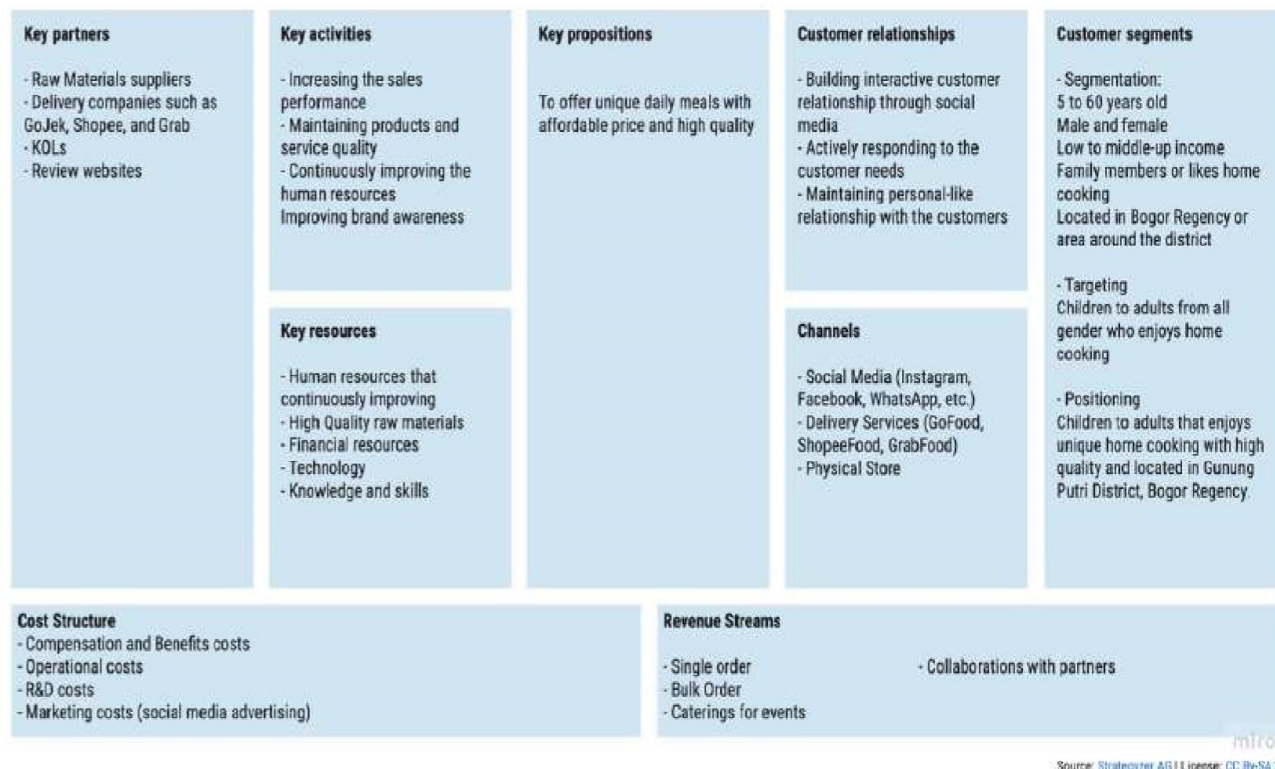 Key partners
- Raw Materials suppliers
- Delivery companies such as
GoJek, Shopee, and Grab
- KOLs
- Review websites
Key activities
- Increasing the sales
performance
- Maintaining products and
service quality
- Continuously improving the
human resources
Improving brand awareness
Key resources
- Human resources that
continuously improving
- High Quality raw materials
- Financial resources
- Technology
- Knowledge and skills
Key propositions
To offer unique daily meals with
affordable price and high quality
Customer relationships
- Building interactive customer
relationship through social
media
- Actively responding to the
customer needs
- Maintaining personal-like
relationship with the customers
Channels
- Social Media (Instagram,
Facebook, WhatsApp, etc.)
- Delivery Services (GoFood,
ShopeeFood, GrabFood)
- Physical Store
Customer segments
- Segmentation:
5 to 60 years old
Male and female
Low to middle-up income
Family members or likes home
cooking
Located in Bogor Regency or
area around the district
- Targeting
Children to adults from all
gender who enjoys home
cooking
- Positioning
Children to adults that enjoys
unique home cooking with high
quality and located in Gunung
Putri District, Bogor Regency.
Cost Structure
- Compensation and Benefits costs
- Operational costs
- R&D costs
- Marketing costs (social media advertising)
Revenue Streams
- Single order
- Bulk Order
- Caterings for events
- Collaborations with partners
miro
Source: Strategyzer AG | License: CC By-SA